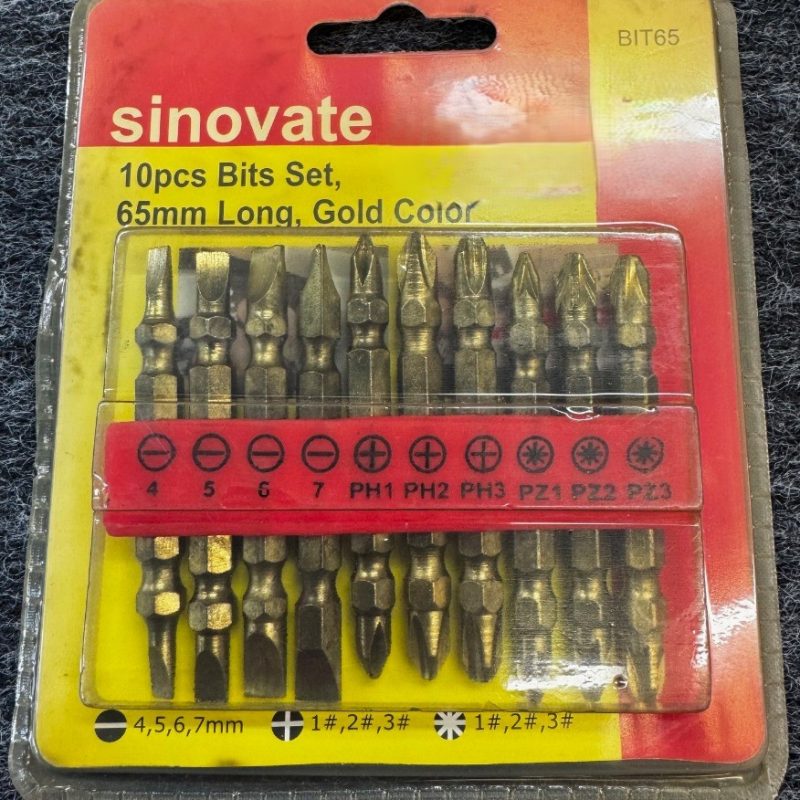 BIT65
sinovate
10pcs Bits Set,
65mm Long, Gold Color
4 5 6 7 PH1 PH2 PH3 PZ1 PZ2 PZ3
4,5,6,7mm 1#,2#,3# 1#,2#,3#